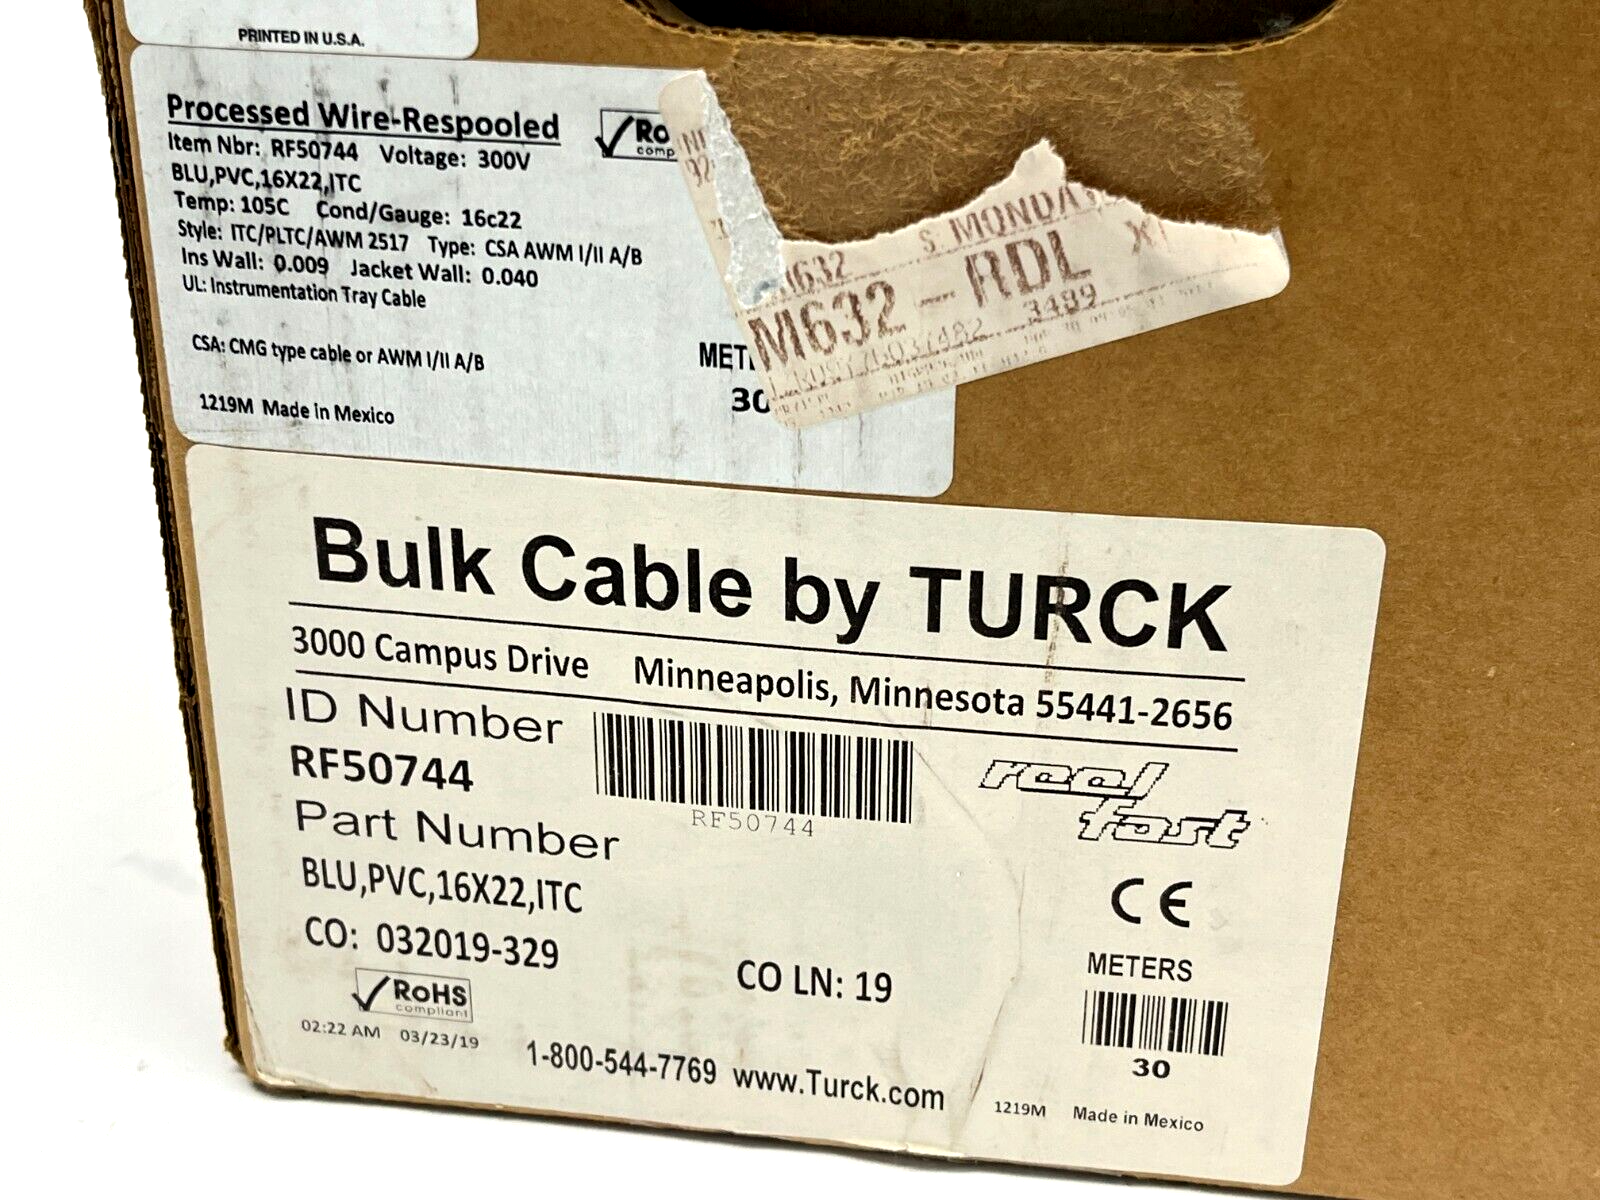 PRINTED IN U.S.A.
Processed Wire-Respooled
Item Nbr: RF50744 Voltage: 300V
BLU,PVC,16X22,ITC
Temp: 105C Cond/Gauge: 16c22
Style: ITC/PLTC/AWM 2517 Type: CSA AWM I/II A/B
Ins Wall: 0.009 Jacket Wall: 0.040
UL: Instrumentation Tray Cable
CSA: CMG type cable or AWM I/II A/B
30
1219M Made in Mexico
S. MONDAY
M632
M632 - RDL
3489
Bulk Cable by TURCK
3000 Campus Drive Minneapolis, Minnesota 55441-2656
ID Number
RF50744
RF50744
reel fast
Part Number
BLU,PVC,16X22,ITC
CE
CO: 032019-329
CO LN: 19
METERS
30
RoHS
compliant
02:22 AM 03/23/19
1-800-544-7769 www.Turck.com
1219M Made in Mexico